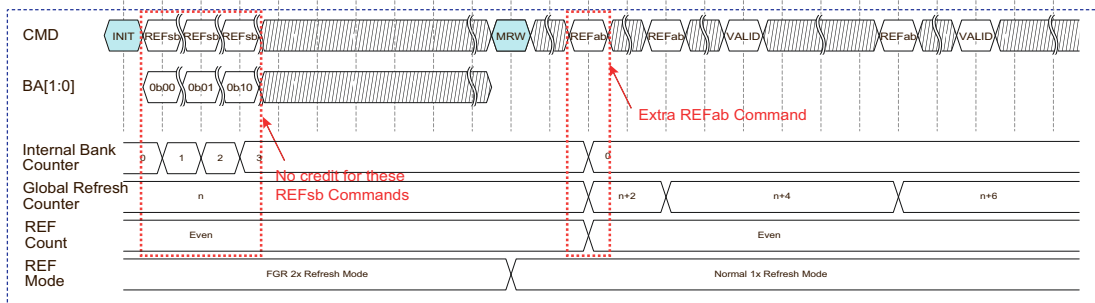 CMD INIT REFsb REFsb REFsb MRW REFab REFab VALID REFab VALID
BA[1:0] 0b00 0b01 0b10
Extra REFab Command
Internal Bank
Counter
0 1 2 3 0
No credit for these
REFsb Commands
Global Refresh
Counter
n n+2 n+4 n+6
REF
Count
Even Even
REF
Mode
FGR 2x Refresh Mode Normal 1x Refresh Mode